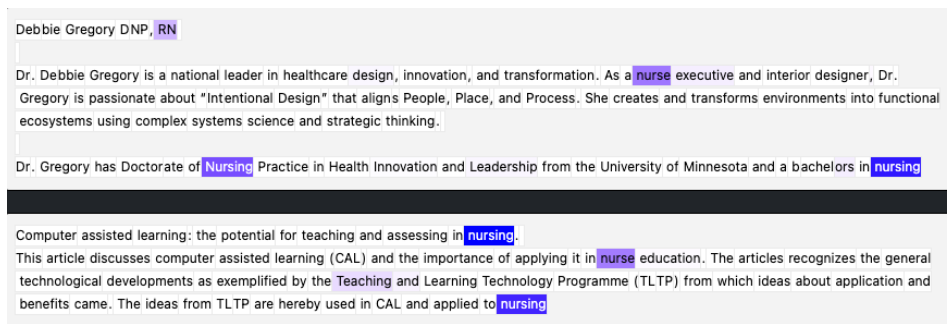 Debbie Gregory DNP, RN
Dr. Debbie Gregory is a national leader in healthcare design, innovation, and transformation. As a nurse executive and interior designer, Dr.
Gregory is passionate about “Intentional Design” that aligns People, Place, and Process. She creates and transforms environments into functional
ecosystems using complex systems science and strategic thinking.
Dr. Gregory has Doctorate of Nursing Practice in Health Innovation and Leadership from the University of Minnesota and a bachelors in nursing
Computer assisted learning: the potential for teaching and assessing in nursing.
This article discusses computer assisted learning (CAL) and the importance of applying it in nurse education. The articles recognizes the general
technological developments as exemplified by the Teaching and Learning Technology Programme (TLTP) from which ideas about application and
benefits came. The ideas from TLTP are hereby used in CAL and applied to nursing